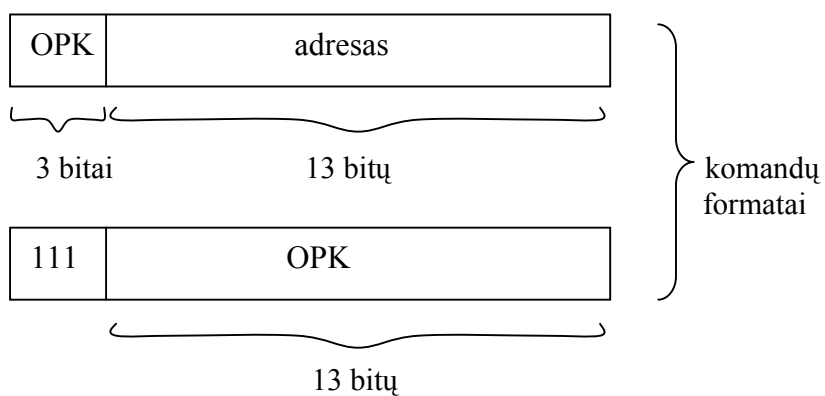 OPK adresas
3 bitai 13 bitų
komandų
formatai
111 OPK
13 bitų